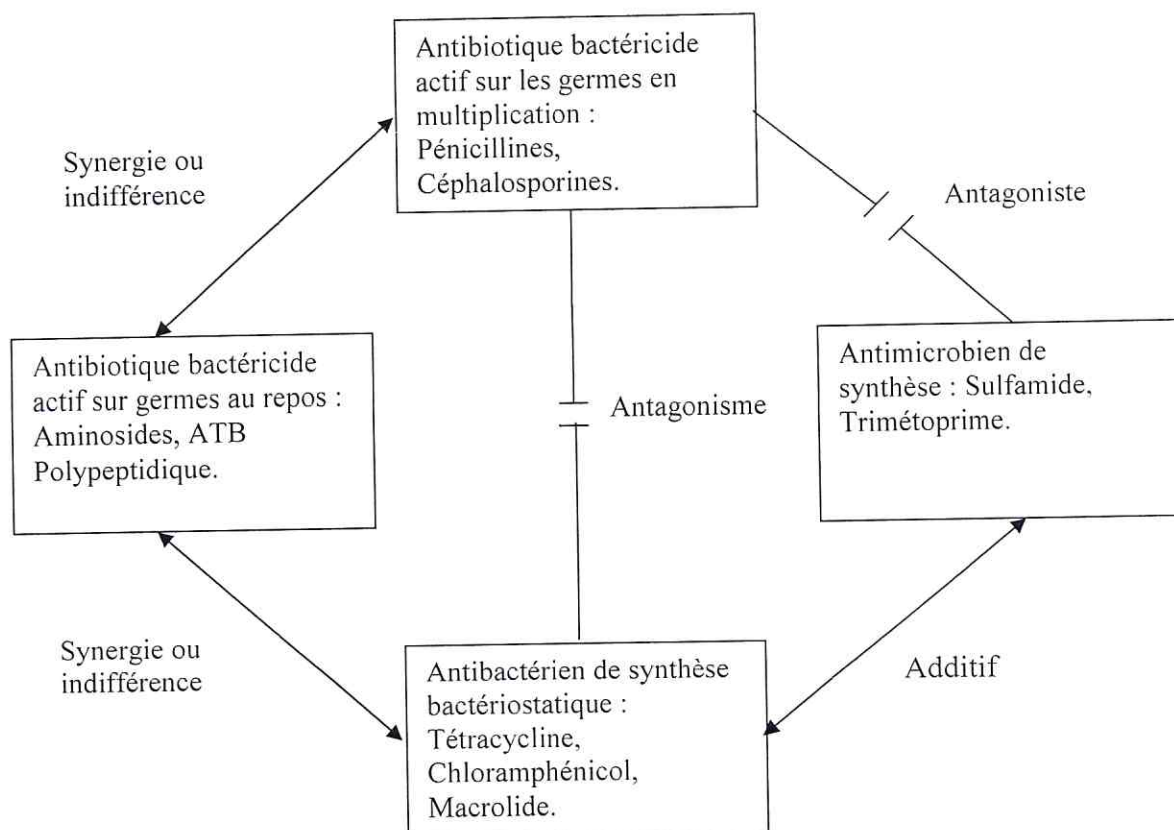 Antibiotique bactéricide
actif sur les germes en
multiplication :
Pénicillines,
Céphalosporines.
Synergie ou
indifférence
Antagoniste
Antibiotique bactéricide
actif sur germes au repos :
Aminosides, ATB
Polypeptidique.
Antagonisme
Antimicrobien de
synthèse : Sulfamide,
Trimétoprime.
Synergie ou
indifférence
Antibactérien de synthèse
bactériostatique :
Tétracycline,
Chloramphénicol,
Macrolide.
Additif